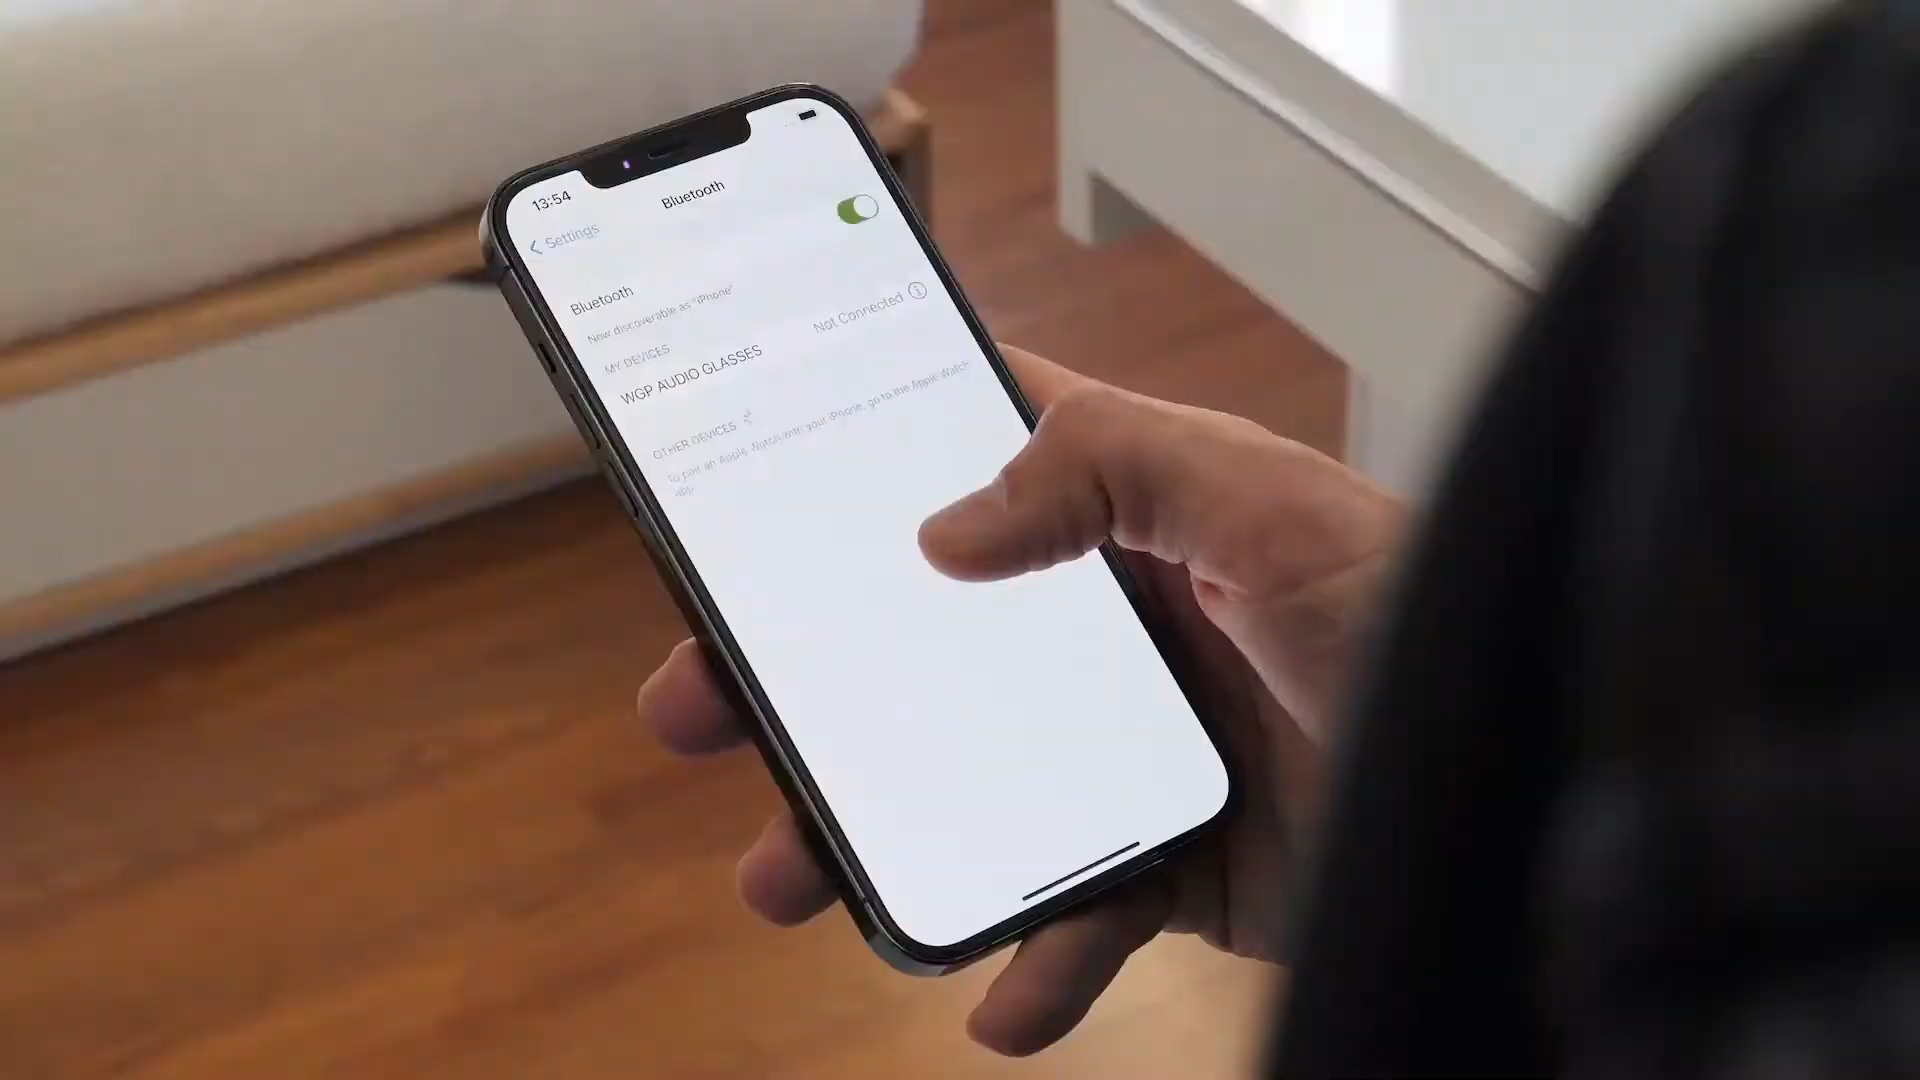 13:54
Settings
Bluetooth
Bluetooth
Now discoverable as "iPhone"
MY DEVICES
WGP AUDIO GLASSES
Not Connected
OTHER DEVICES
To pair an Apple Watch with your iPhone, go to the Apple Watch
app.